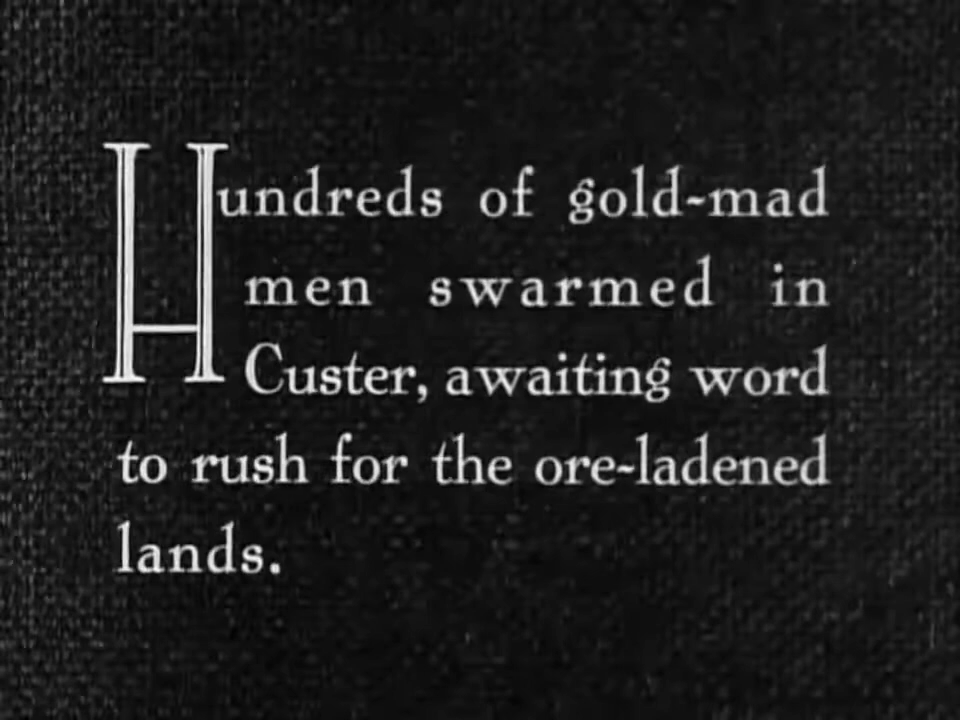 Hundreds of gold-mad
men swarmed in
Custer, awaiting word
to rush for the ore-ladened
lands.